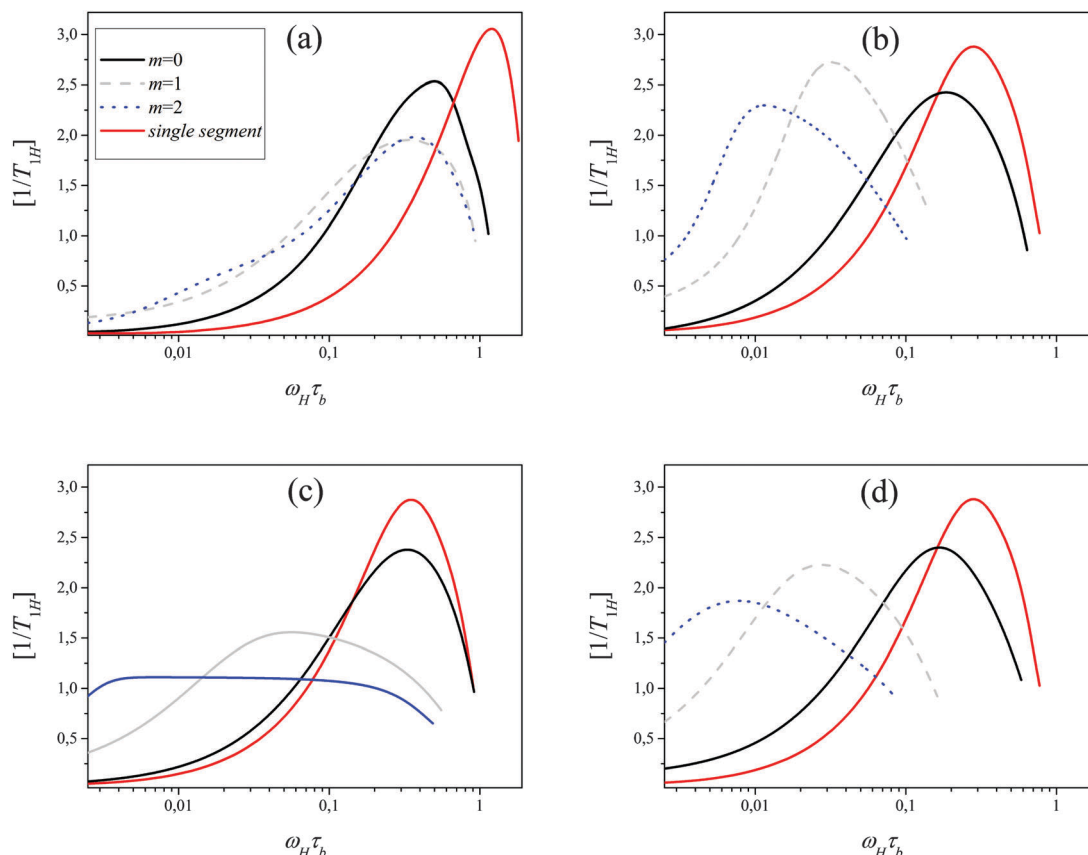 (a)
[1/T1H]
3,0
2,5
2,0
1,5
1,0
0,5
m=0
m=1
m=2
single segment
0,01 0,1 1
ωHτb
(b)
[1/T1H]
3,0
2,5
2,0
1,5
1,0
0,5
0,01 0,1 1
ωHτb
(c)
[1/T1H]
3,0
2,5
2,0
1,5
1,0
0,5
0,01 0,1 1
ωHτb
(d)
[1/T1H]
3,0
2,5
2,0
1,5
1,0
0,5
0,01 0,1 1
ωHτb